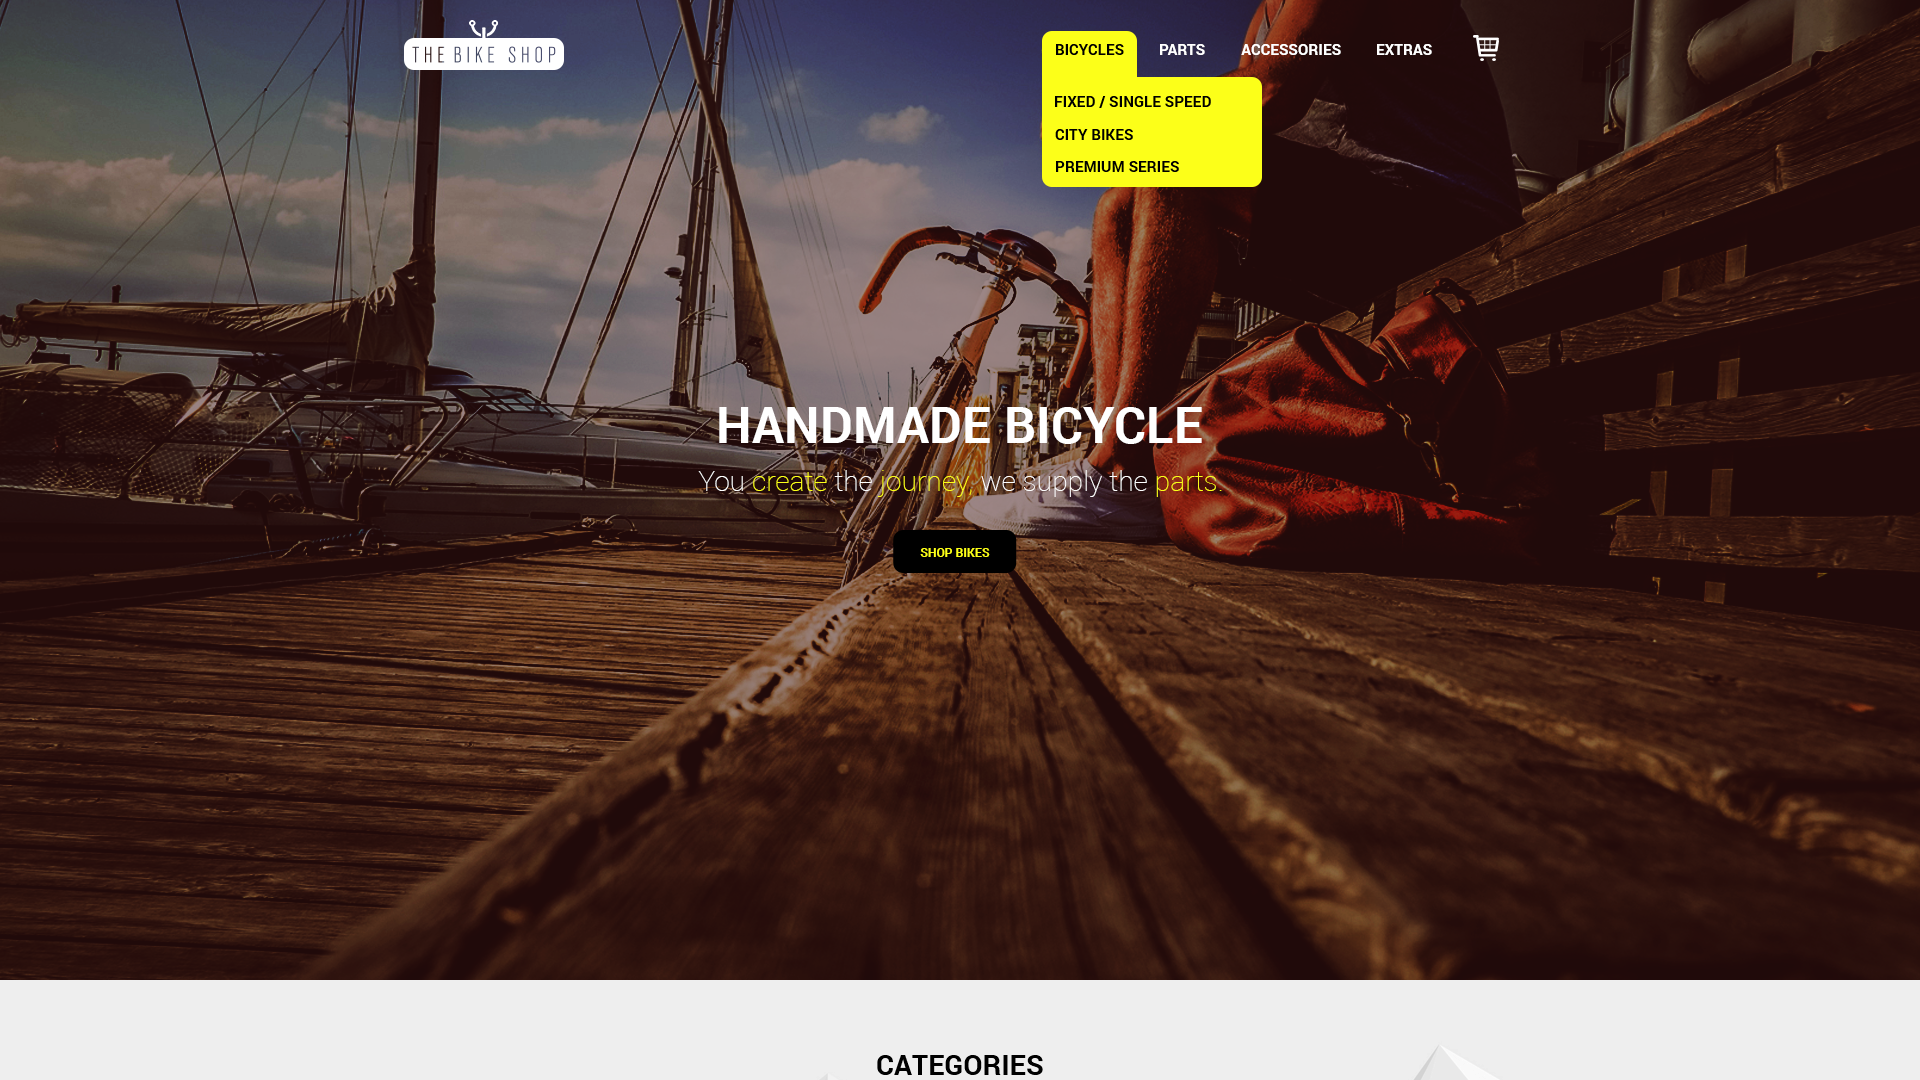 THE BIKE SHOP
BICYCLES PARTS ACCESSORIES EXTRAS
FIXED / SINGLE SPEED
CITY BIKES
PREMIUM SERIES
HANDMADE BICYCLE
You create the journey, we supply the parts.
SHOP BIKES
CATEGORIES